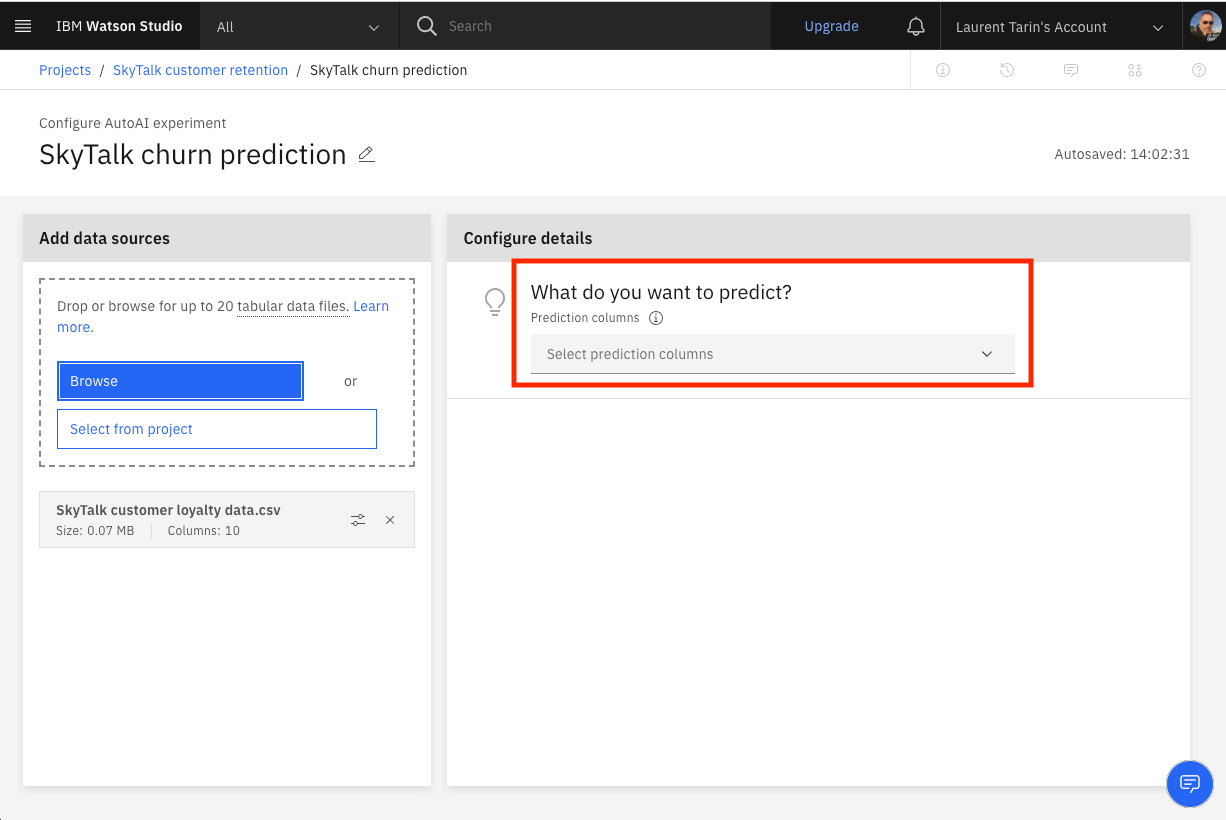 IBM Watson Studio
All
Search
Upgrade
Laurent Tarin's Account
Projects / SkyTalk customer retention / SkyTalk churn prediction
Configure AutoAI experiment
SkyTalk churn prediction
Autosaved: 14:02:31
Add data sources
Drop or browse for up to 20 tabular data files. Learn
more.
Browse
or
Select from project
SkyTalk customer loyalty data.csv
Size: 0.07 MB
Columns: 10
Configure details
What do you want to predict?
Prediction columns
Select prediction columns